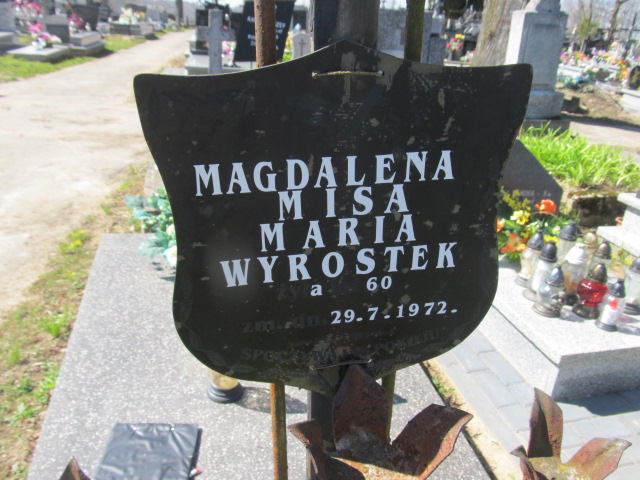 MAGDALENA
MISA
MARIA
WYROSTEK
a 60
29.7.1972.